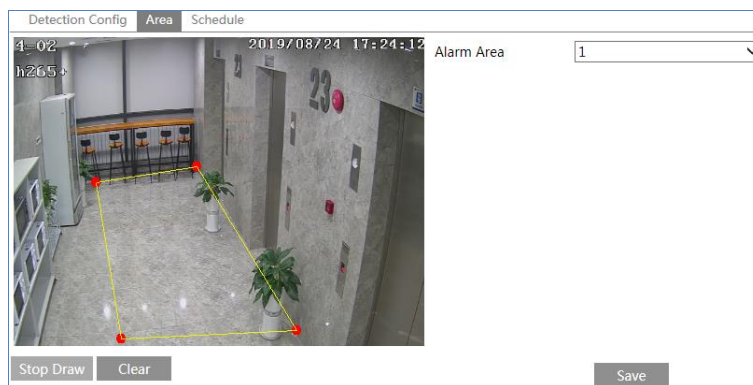 Detection Config Area Schedule
4-02 2019/08/24 17:24:12
h265+
Alarm Area 1
23
23
Stop Draw Clear Save